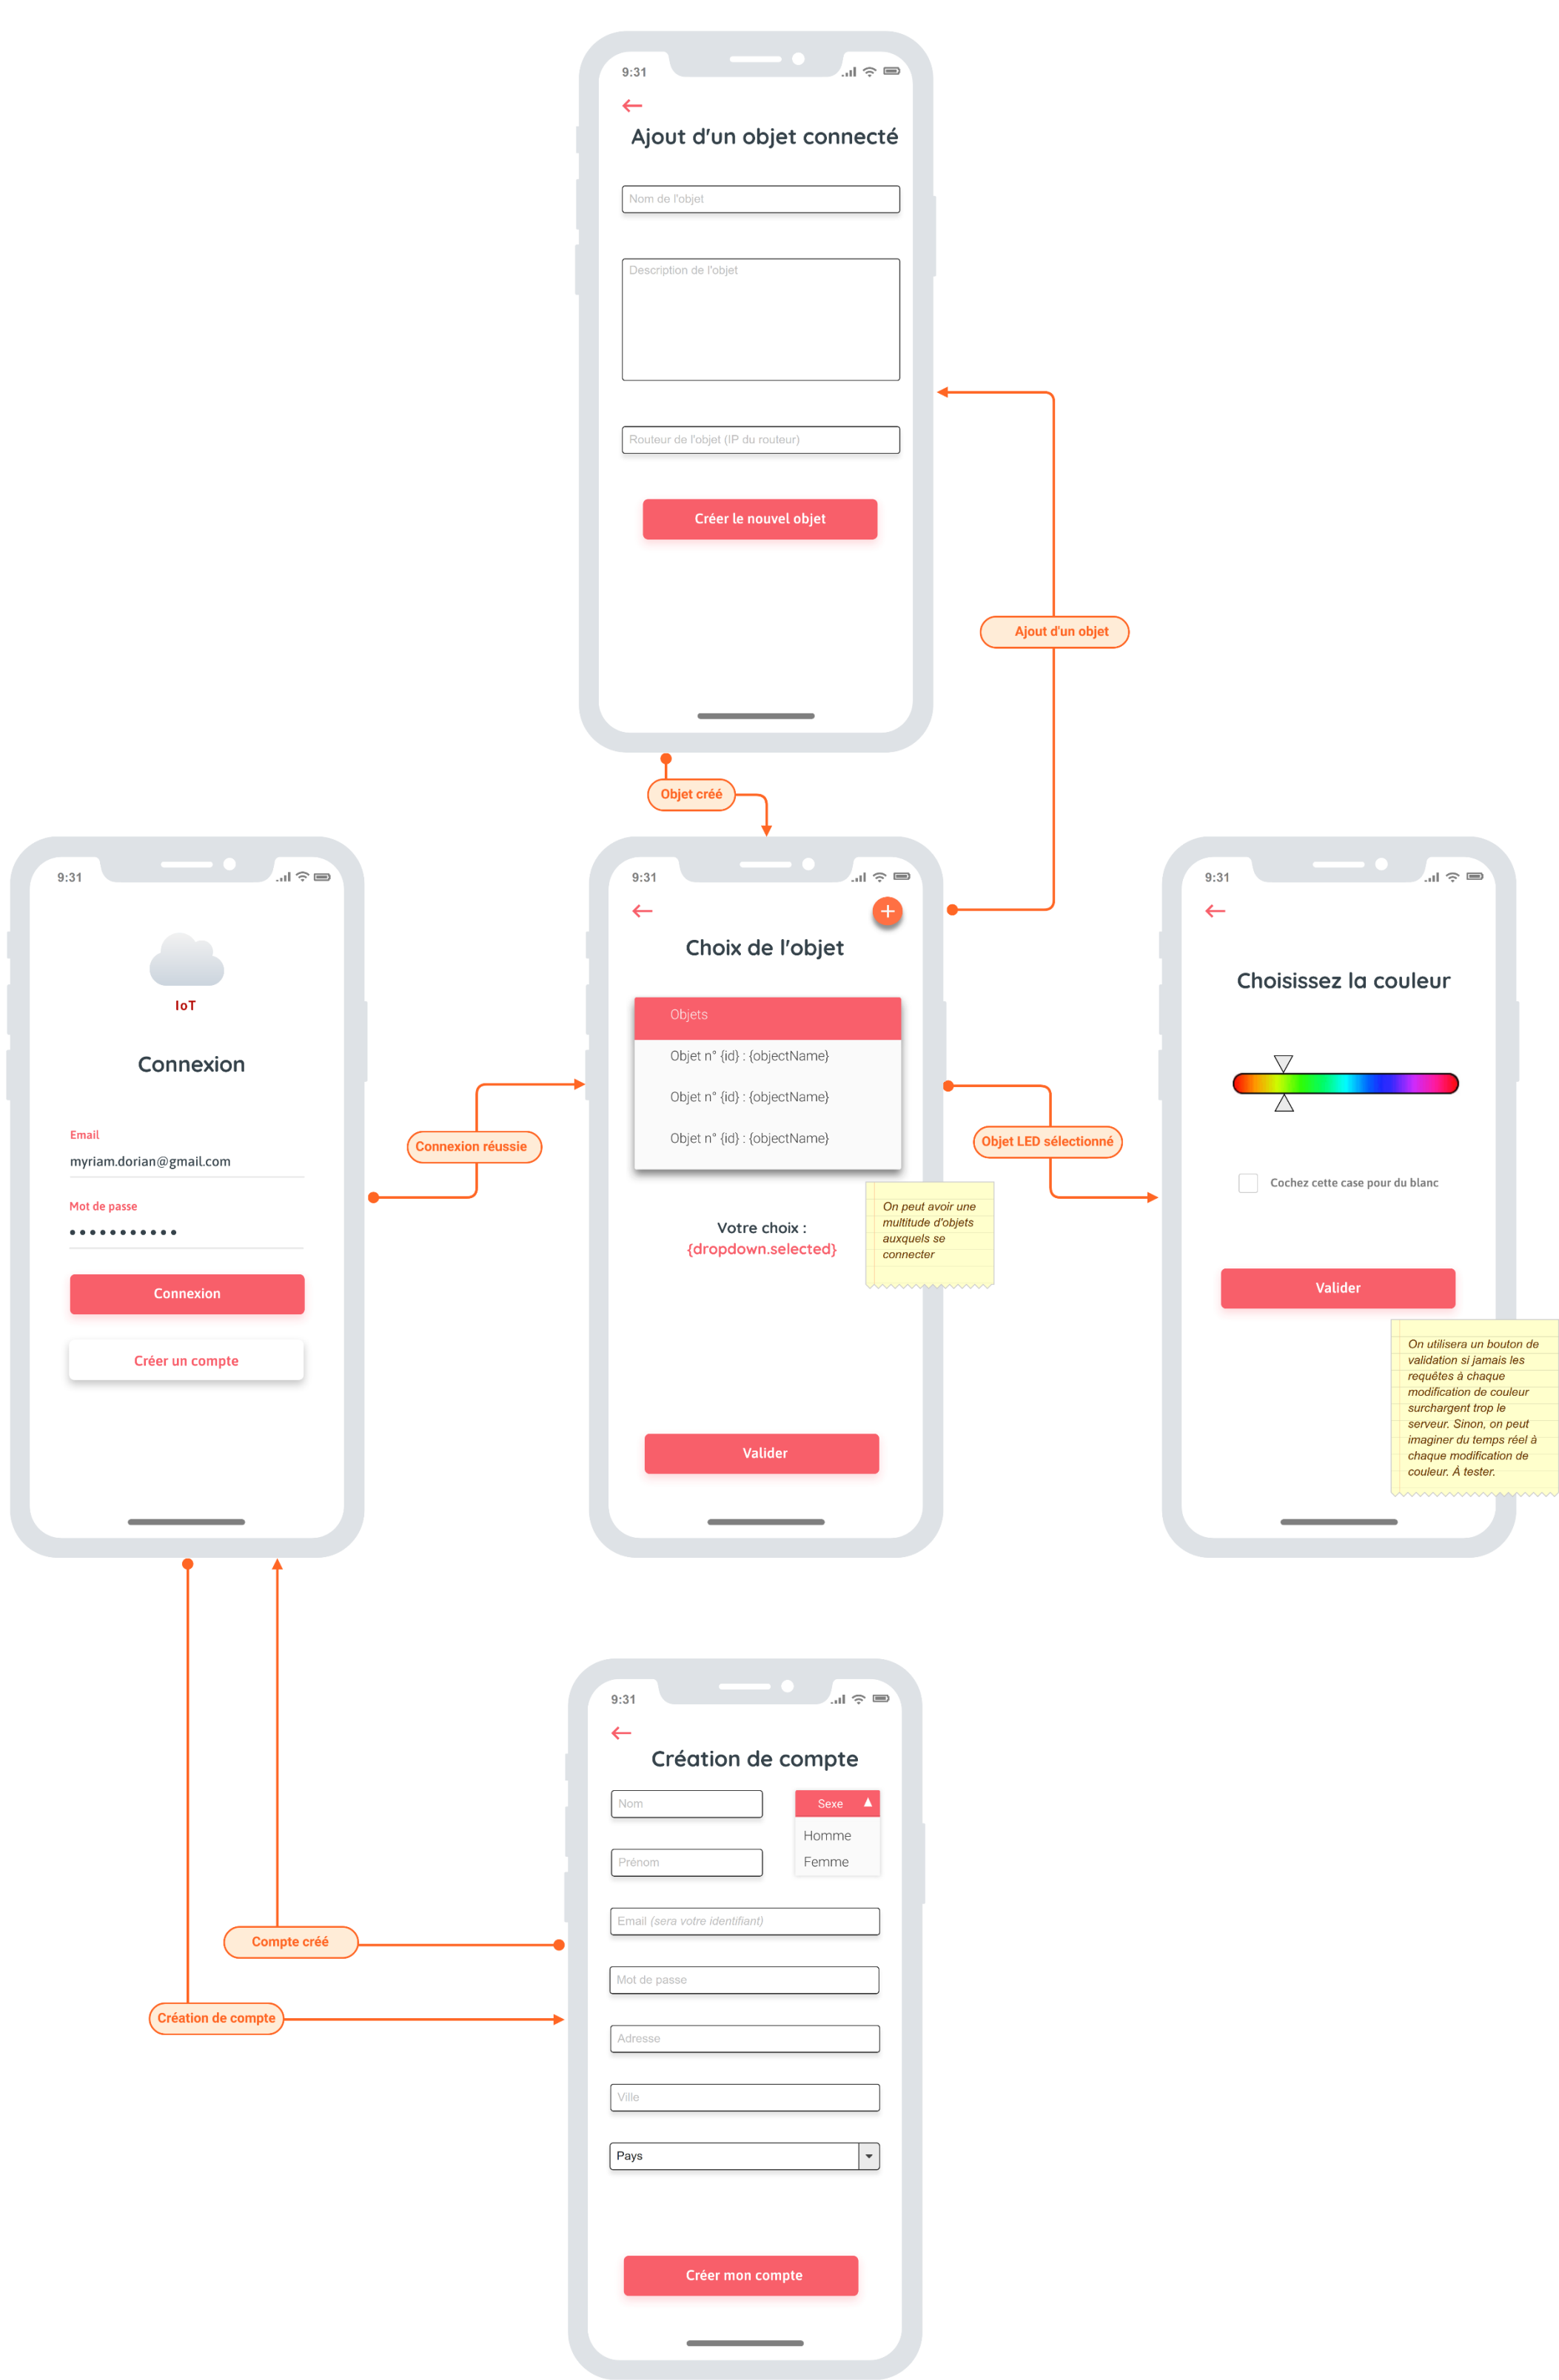 9:31
Ajout d'un objet connecté
Nom de l'objet
Description de l'objet
Routeur de l'objet (IP du routeur)
Créer le nouvel objet
Ajout d'un objet
Objet créé
9:31
IoT
Connexion
Email
myriam.dorian@gmail.com
Mot de passe
Connexion
Créer un compte
Connexion réussie
9:31
Choix de l'objet
Objets
Objet n° {id} : {objectName}
Objet n° {id} : {objectName}
Objet n° {id} : {objectName}
Votre choix :
{dropdown.selected}
On peut avoir une
multitude d'objets
auxquels se
connecter
Valider
Objet LED sélectionné
9:31
Choisissez la couleur
Cochez cette case pour du blanc
Valider
On utilisera un bouton de
validation si jamais les
requêtes à chaque
modification de couleur
surchargent trop le
serveur. Sinon, on peut
imaginer du temps réel à
chaque modification de
couleur. À tester.
Compte créé
Création de compte
9:31
Création de compte
Nom
Sexe
Homme
Femme
Prénom
Email (sera votre identifiant)
Mot de passe
Adresse
Ville
Pays
Créer mon compte